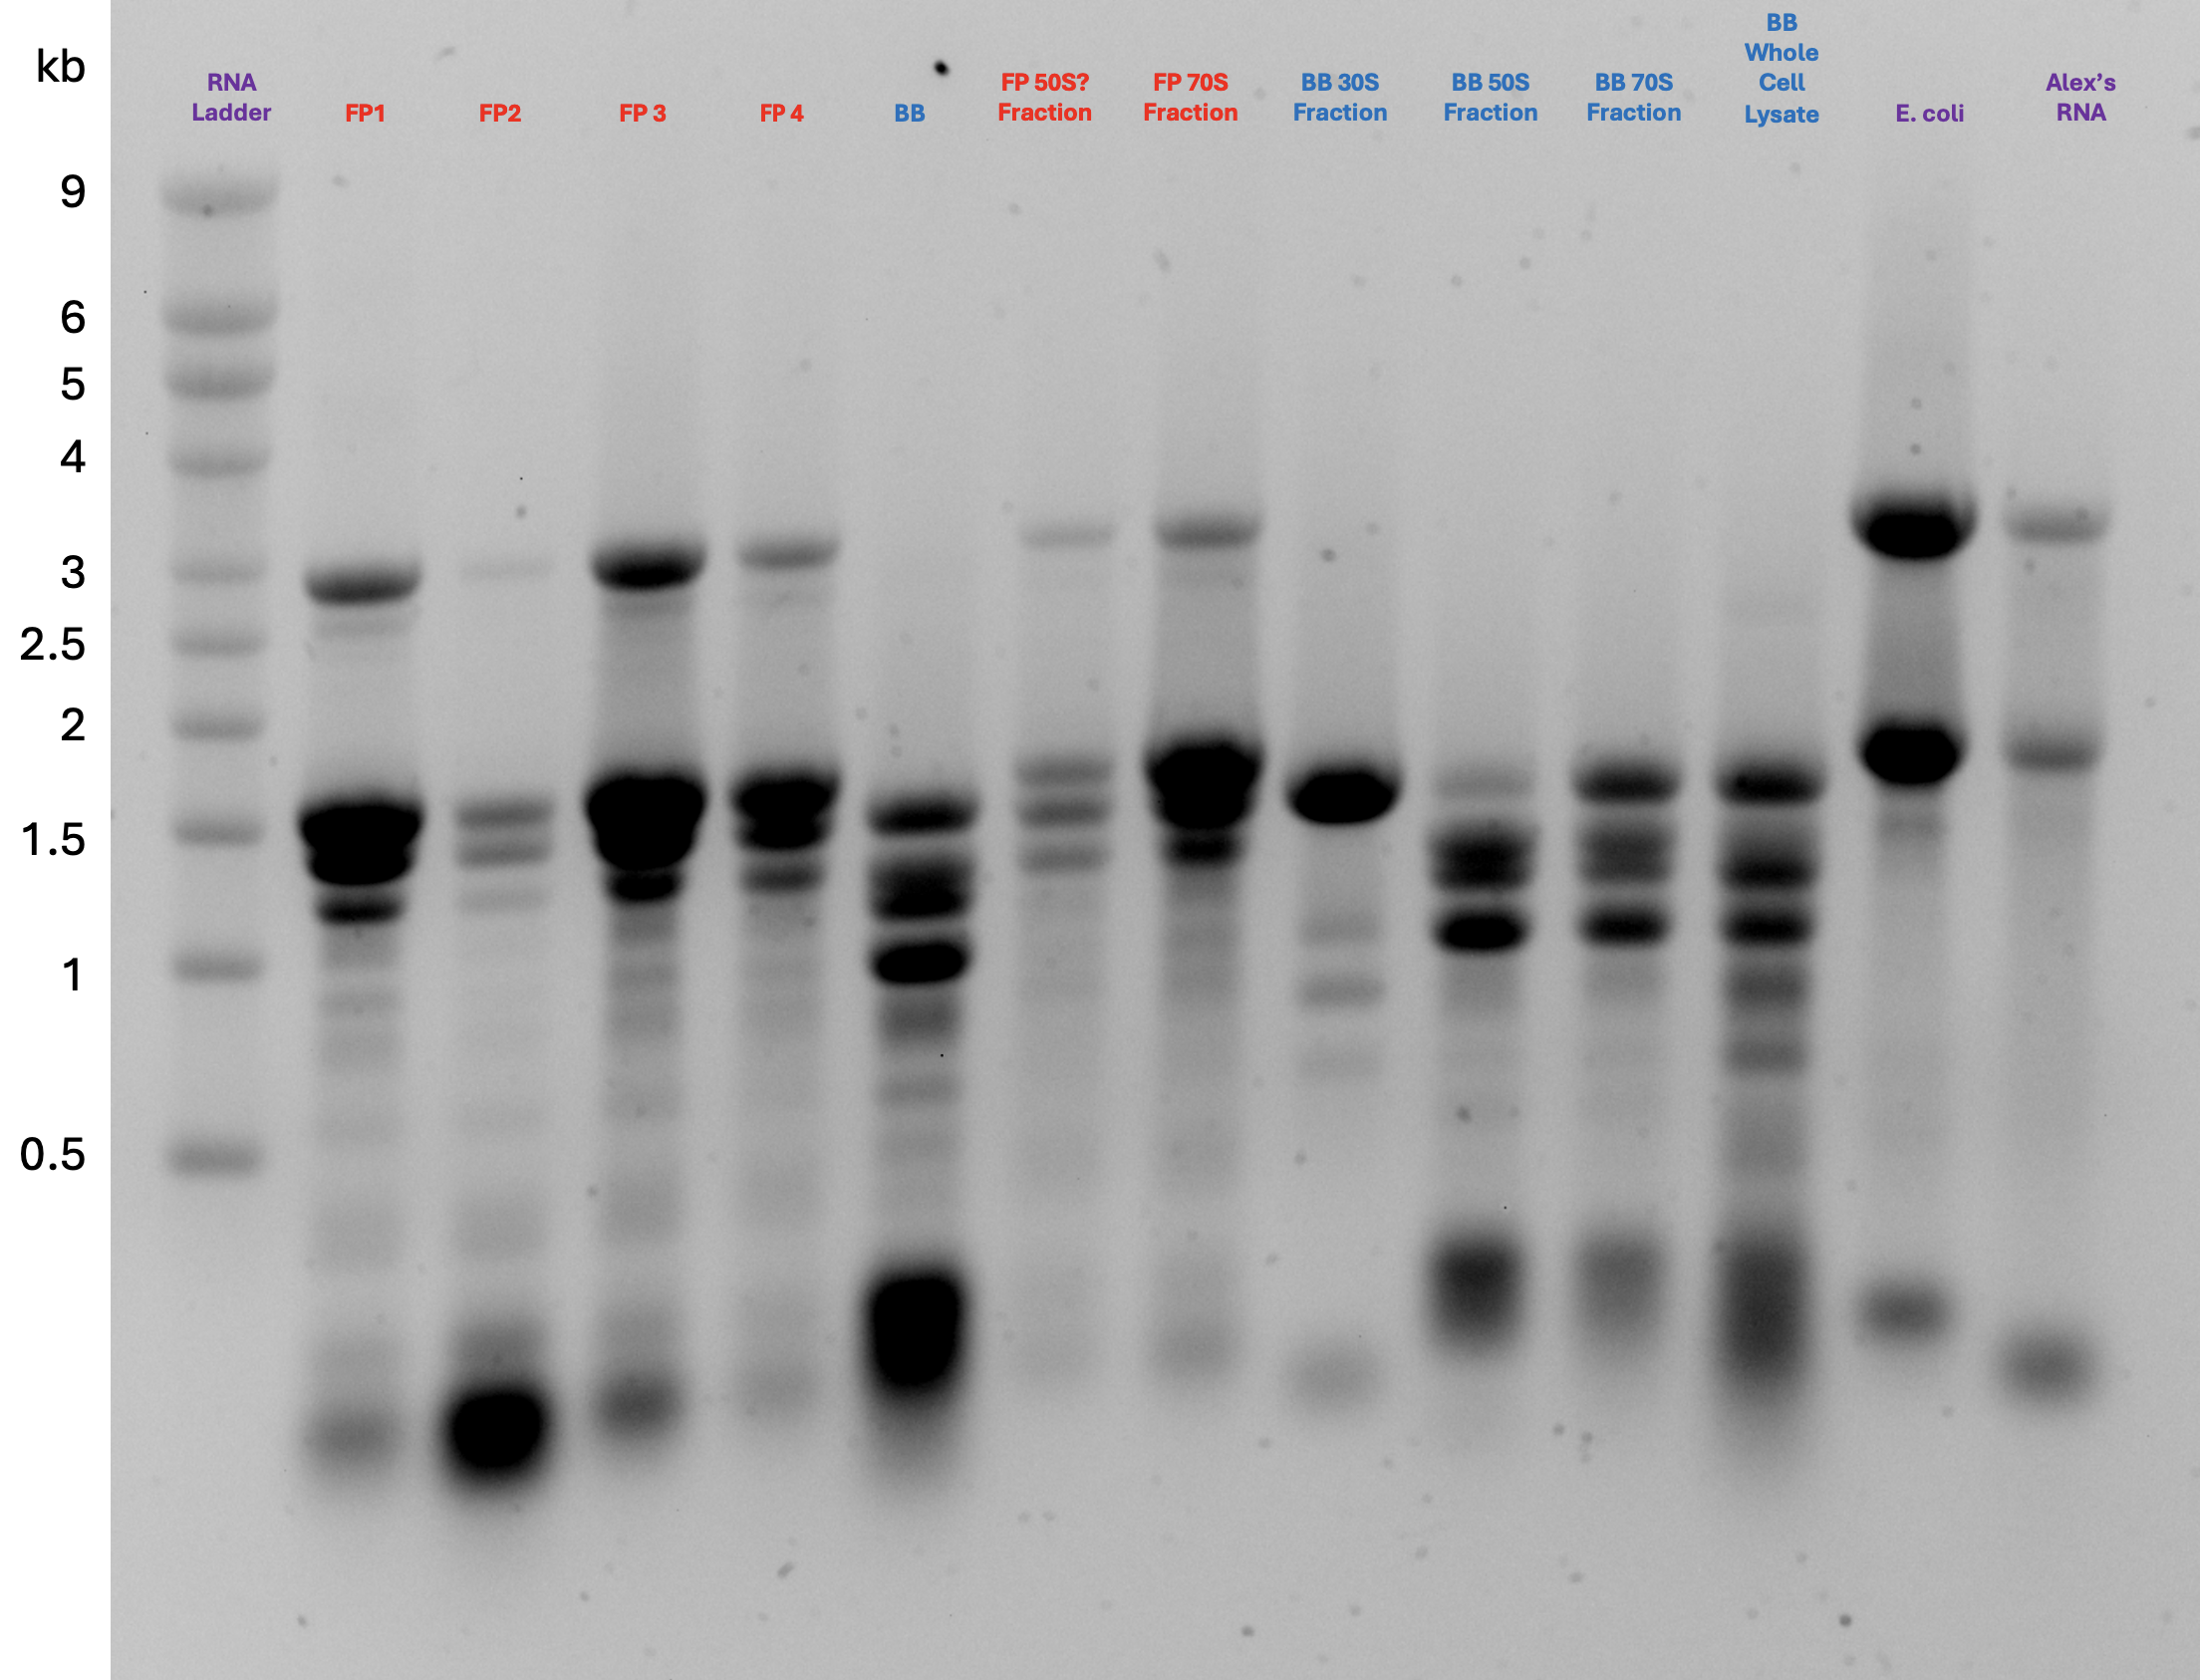 kb
RNA
Ladder
FP1
FP2
FP 3
FP 4
BB
FP 50S?
Fraction
FP 70S
Fraction
BB 30S
Fraction
BB 50S
Fraction
BB 70S
Fraction
BB
Whole
Cell
Lysate
E. coli
Alex’s
RNA
9
6
5
4
3
2.5
2
1.5
1
0.5